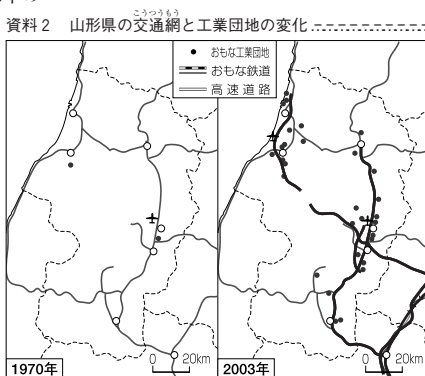 資料2 山形県の交通網と工業団地の変化
こうつうもう
おもな工業団地
おもな鉄道
高速道路
1970年
0 20km
2003年
0 20km